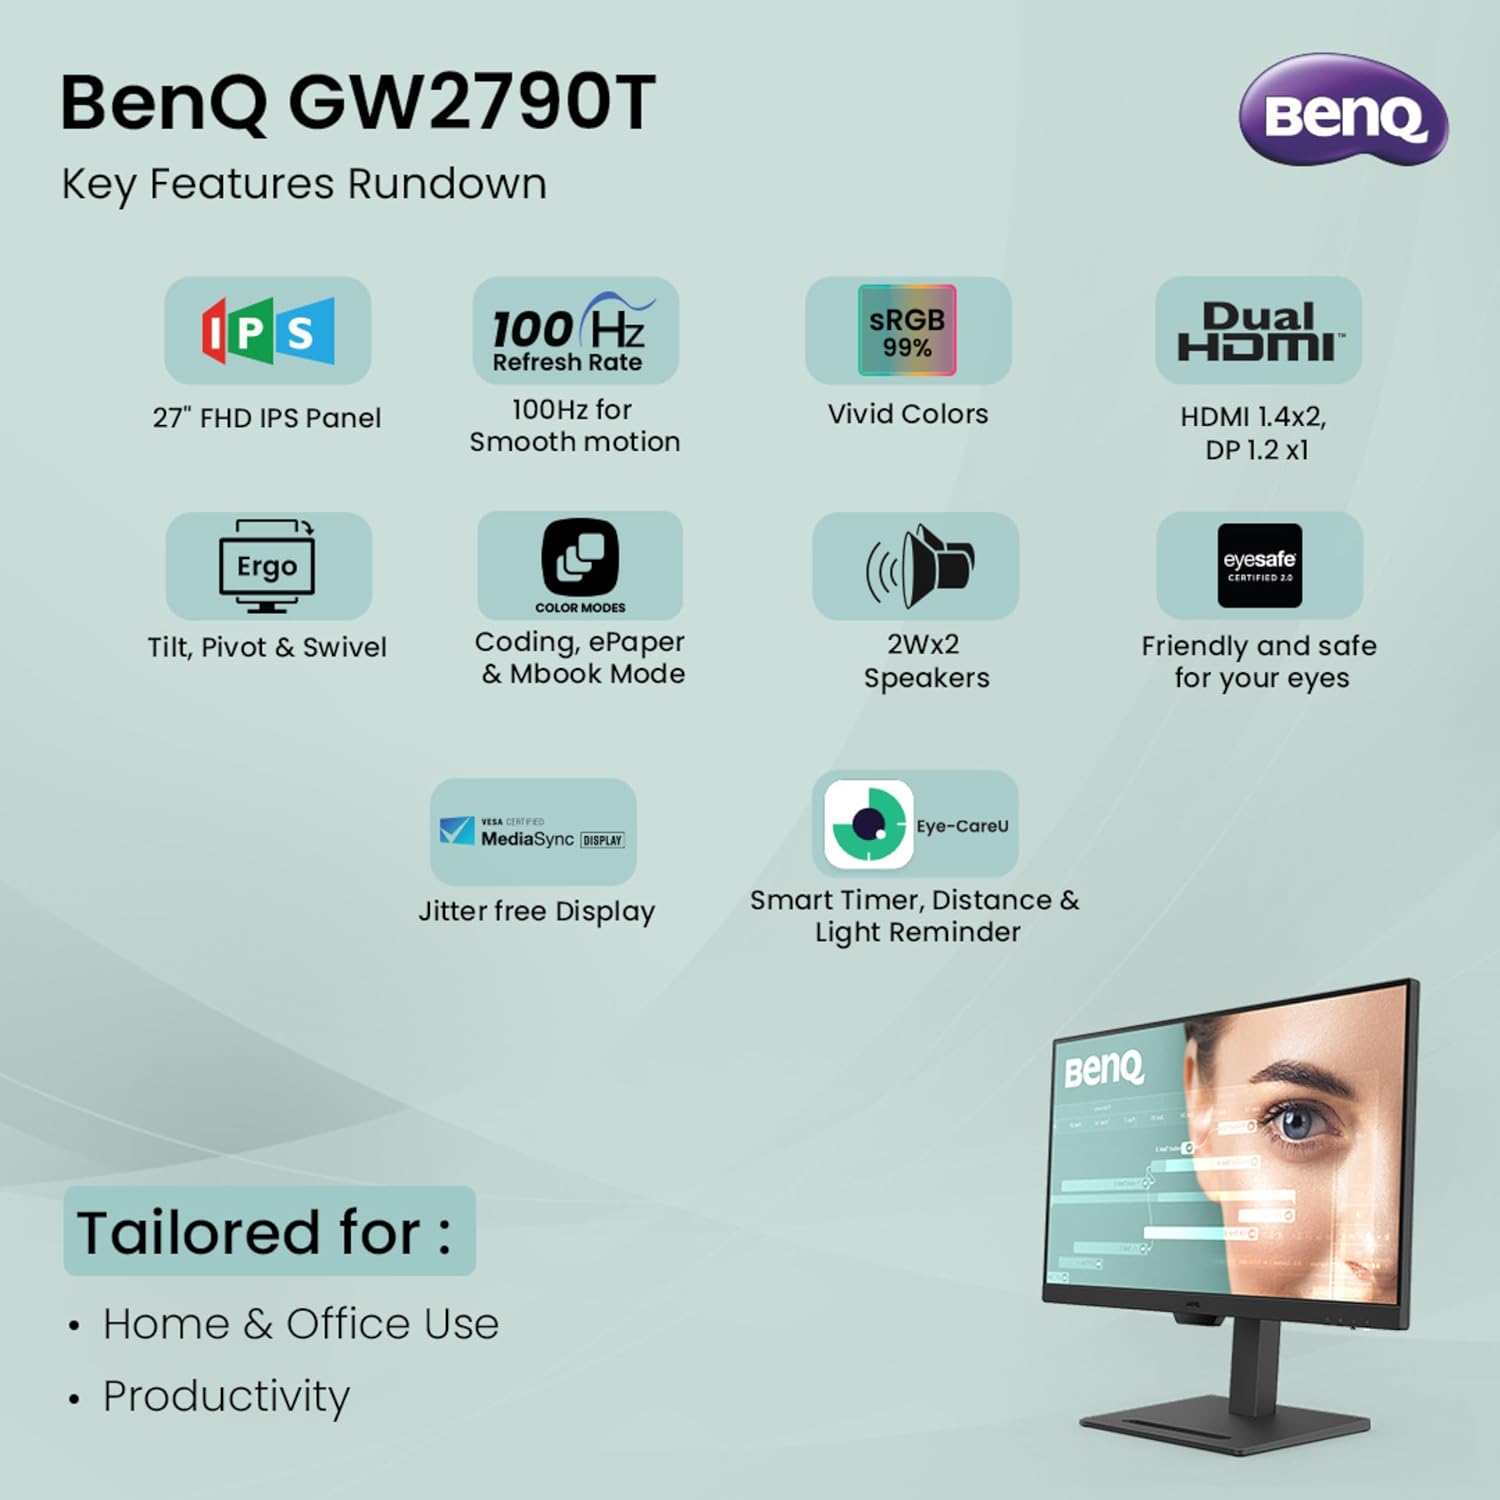 BenQ GW2790T
BenQ
Key Features Rundown
IPS
100 Hz
Refresh Rate
sRGB
99%
Dual
HDMI™
27" FHD IPS Panel
100Hz for
Smooth motion
Vivid Colors
HDMI 1.4x2,
DP 1.2 x1
Ergo
COLOR MODES
eyesafe
CERTIFIED 2.0
Tilt, Pivot & Swivel
Coding, ePaper
& Mbook Mode
2Wx2
Speakers
Friendly and safe
for your eyes
VESA CERTIFIED
MediaSync DISPLAY
Eye-CareU
Jitter free Display
Smart Timer, Distance &
Light Reminder
BenQ
Tailored for :
• Home & Office Use
• Productivity